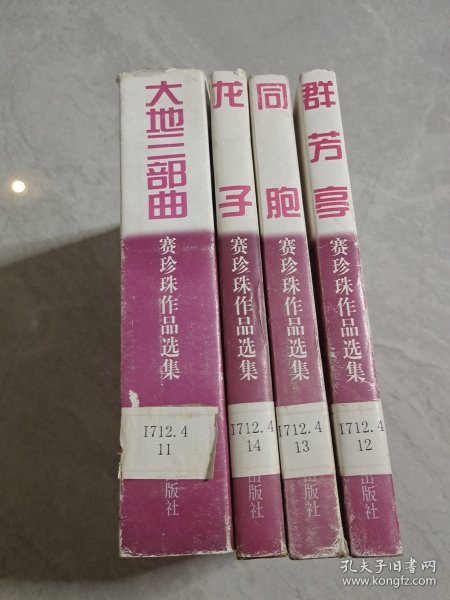 大地三部曲
赛珍珠作品选集
I712.4
11
出版社
龙子
赛珍珠作品选集
I712.4
14
出版社
同胞
赛珍珠作品选集
I712.4
13
出版社
群芳亭
赛珍珠作品选集
I712.4
12
出版社
孔夫子旧书网
www.kongfz.com